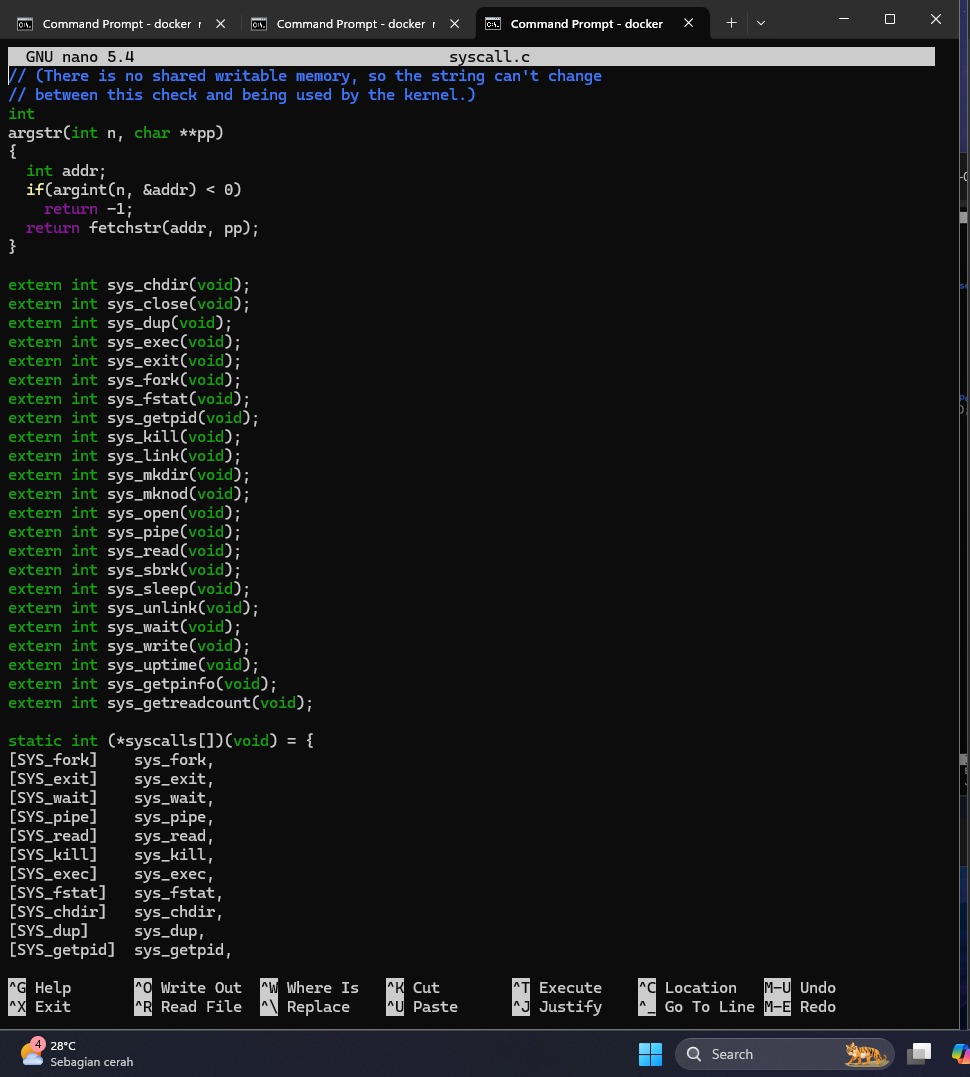 Command Prompt - docker r
Command Prompt - docker r
Command Prompt - docker
GNU nano 5.4 syscall.c
// (There is no shared writable memory, so the string can't change
// between this check and being used by the kernel.)
int
argstr(int n, char **pp)
{
  int addr;
  if(argint(n, &addr) < 0)
    return -1;
  return fetchstr(addr, pp);
}
extern int sys_chdir(void);
extern int sys_close(void);
extern int sys_dup(void);
extern int sys_exec(void);
extern int sys_exit(void);
extern int sys_fork(void);
extern int sys_fstat(void);
extern int sys_getpid(void);
extern int sys_kill(void);
extern int sys_link(void);
extern int sys_mkdir(void);
extern int sys_mknod(void);
extern int sys_open(void);
extern int sys_pipe(void);
extern int sys_read(void);
extern int sys_sbrk(void);
extern int sys_sleep(void);
extern int sys_unlink(void);
extern int sys_wait(void);
extern int sys_write(void);
extern int sys_uptime(void);
extern int sys_getpinfo(void);
extern int sys_getreadcount(void);
static int (*syscalls[])(void) = {
[SYS_fork]    sys_fork,
[SYS_exit]    sys_exit,
[SYS_wait]    sys_wait,
[SYS_pipe]    sys_pipe,
[SYS_read]    sys_read,
[SYS_kill]    sys_kill,
[SYS_exec]    sys_exec,
[SYS_fstat]   sys_fstat,
[SYS_chdir]   sys_chdir,
[SYS_dup]     sys_dup,
[SYS_getpid]  sys_getpid,
^G Help ^O Write Out ^W Where Is ^K Cut ^T Execute ^C Location M-U Undo
^X Exit ^R Read File ^\ Replace ^U Paste ^J Justify ^_ Go To Line M-E Redo
4
28°C
Sebagian cerah
Search